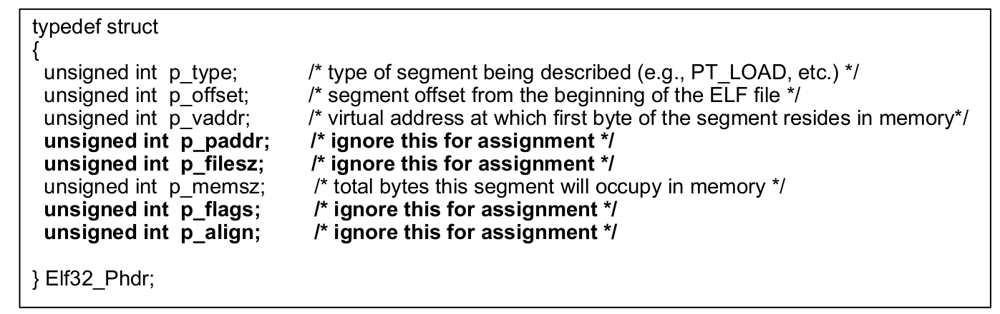 typedef struct
{
unsigned int p_type; /* type of segment being described (e.g., PT_LOAD, etc.) */
unsigned int p_offset; /* segment offset from the beginning of the ELF file */
unsigned int p_vaddr; /* virtual address at which first byte of the segment resides in memory*/
unsigned int p_paddr; /* ignore this for assignment */
unsigned int p_filesz; /* ignore this for assignment */
unsigned int p_memsz; /* total bytes this segment will occupy in memory */
unsigned int p_flags; /* ignore this for assignment */
unsigned int p_align; /* ignore this for assignment */
} Elf32_Phdr;